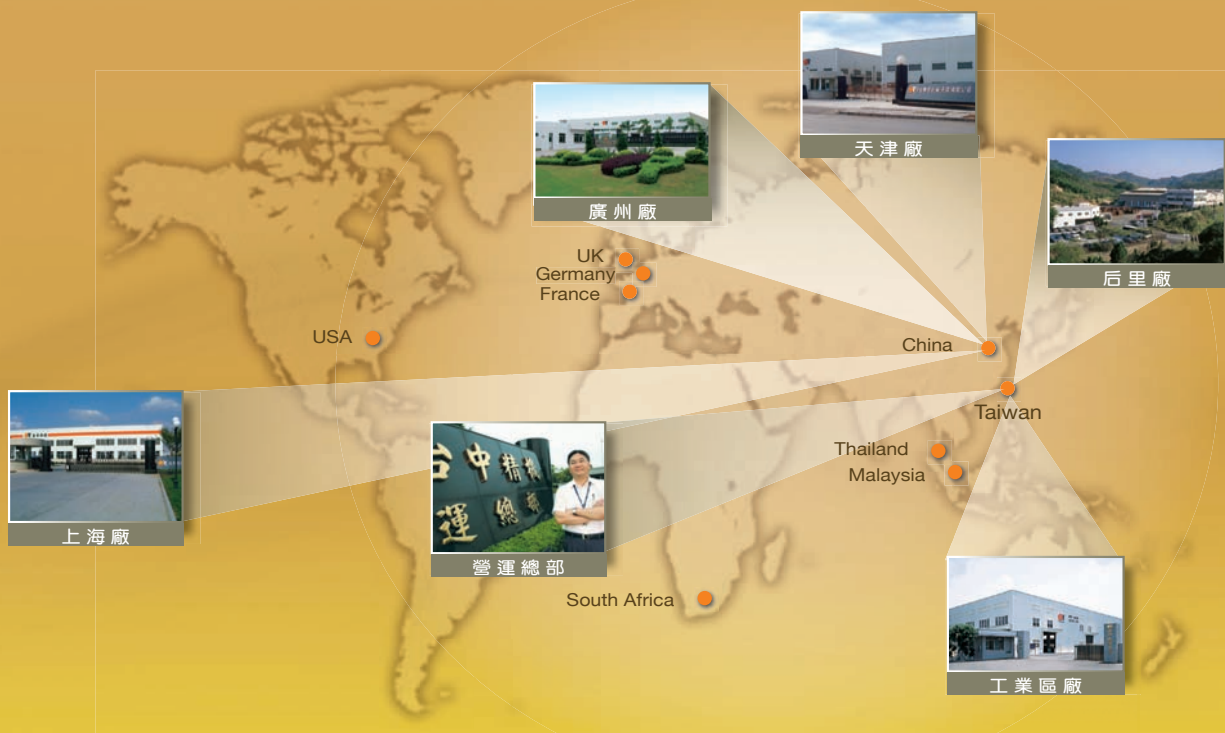 天津廠
廣州廠
后里廠
UK
Germany
France
USA
China
Taiwan
Thailand
Malaysia
上海廠
台中精機
運總部
營運總部
South Africa
工業區廠